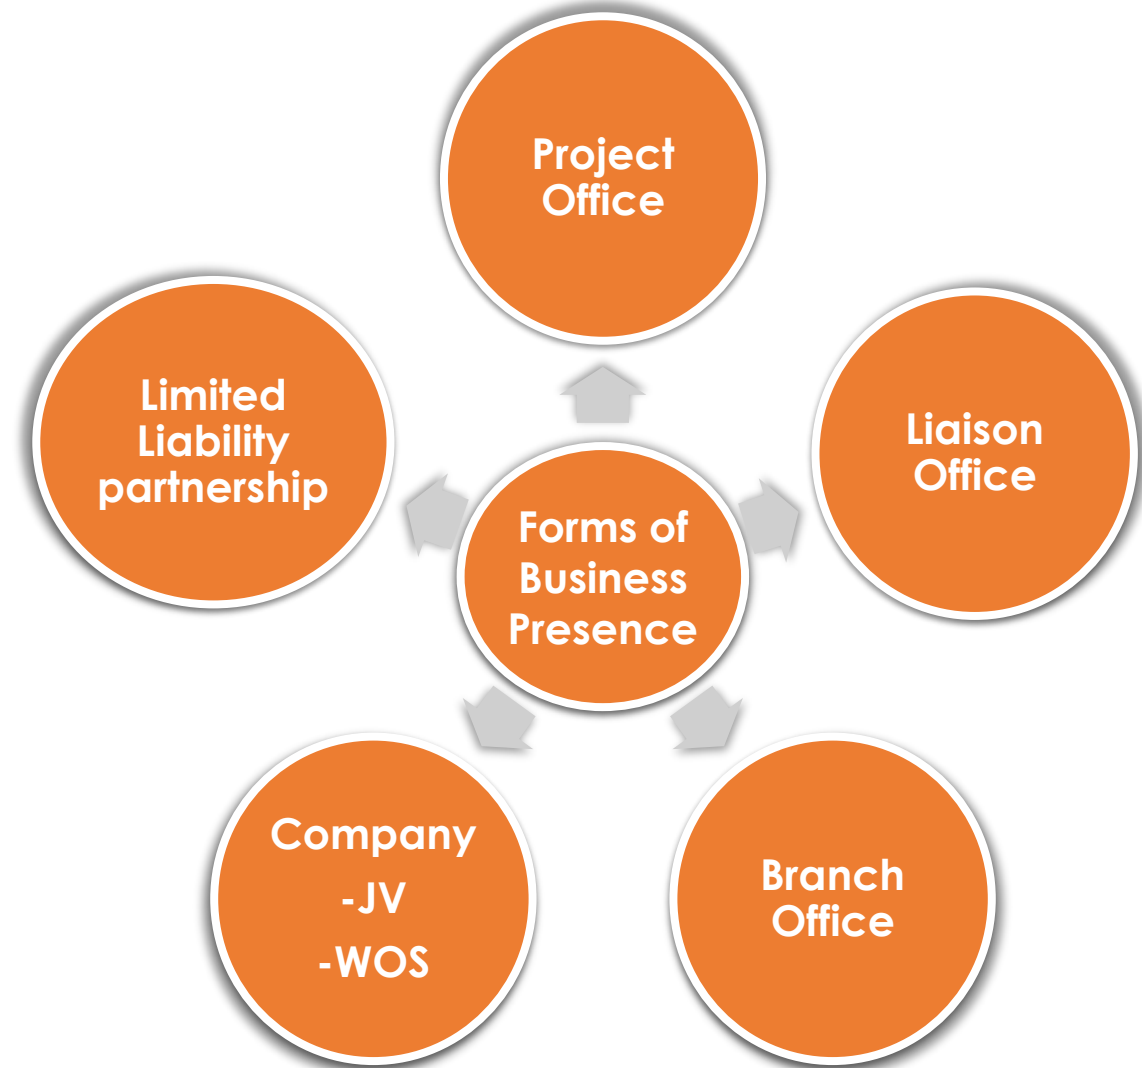 Project
Office
Limited
Liability
partnership
Liaison
Office
Forms of
Business
Presence
Company
-JV
-WOS
Branch
Office